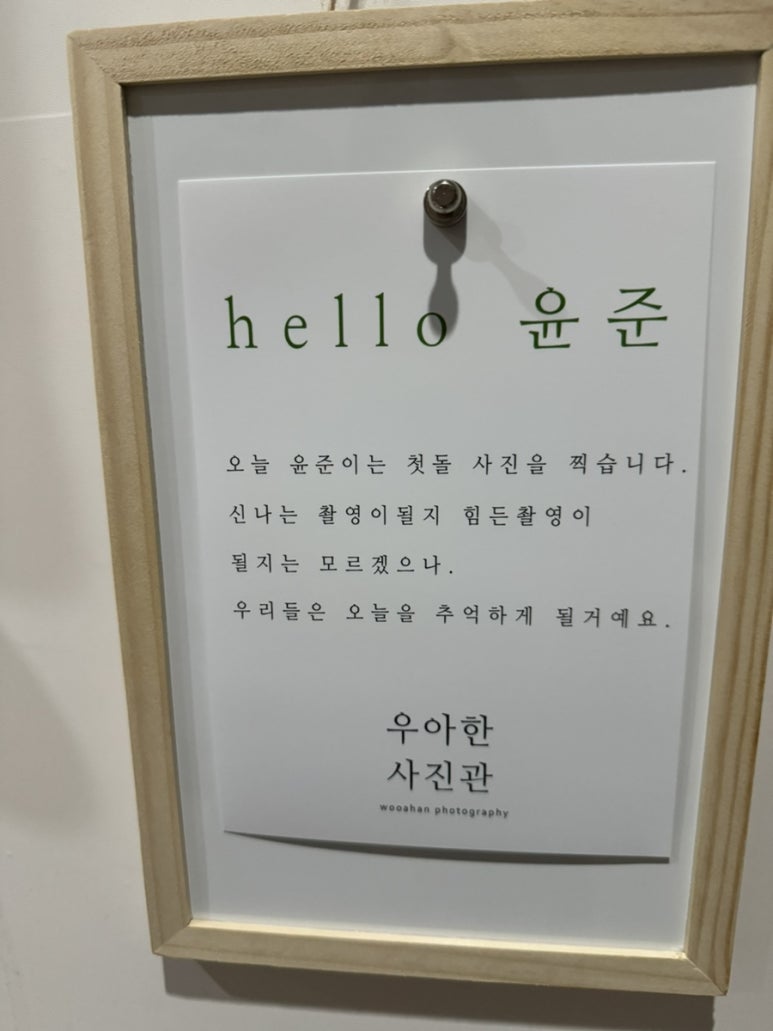 hello 윤준
오늘 윤준이는 첫돌 사진을 찍습니다.
신나는 촬영이될지 힘든촬영이
될지는 모르겠으나.
우리들은 오늘을 추억하게 될거예요.
우아한
사진관
wooahan photography